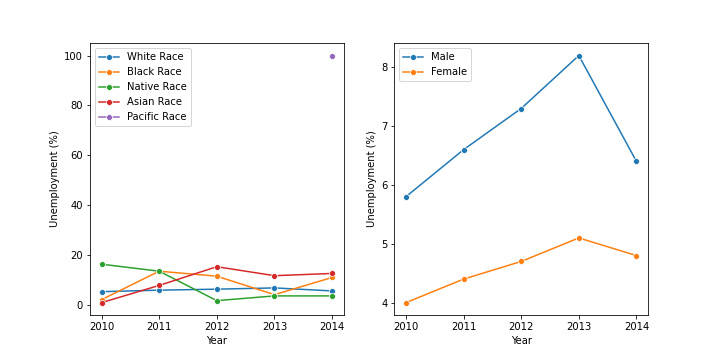 White Race
Black Race
Native Race
Asian Race
Pacific Race
100
80
60
40
20
0
Unemployment (%)
2010 2011 2012 2013 2014
Year
Male
Female
8
7
6
5
4
Unemployment (%)
2010 2011 2012 2013 2014
Year